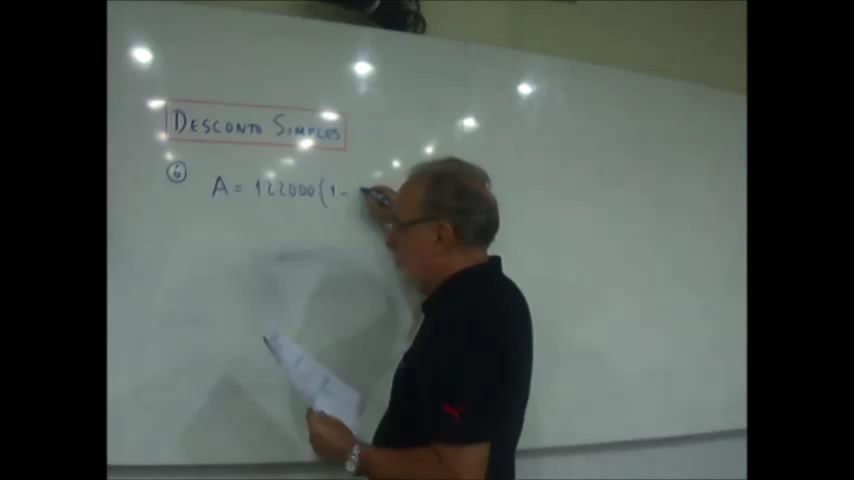 DESCONTO SIMPLES
6
A = 122000(1 -